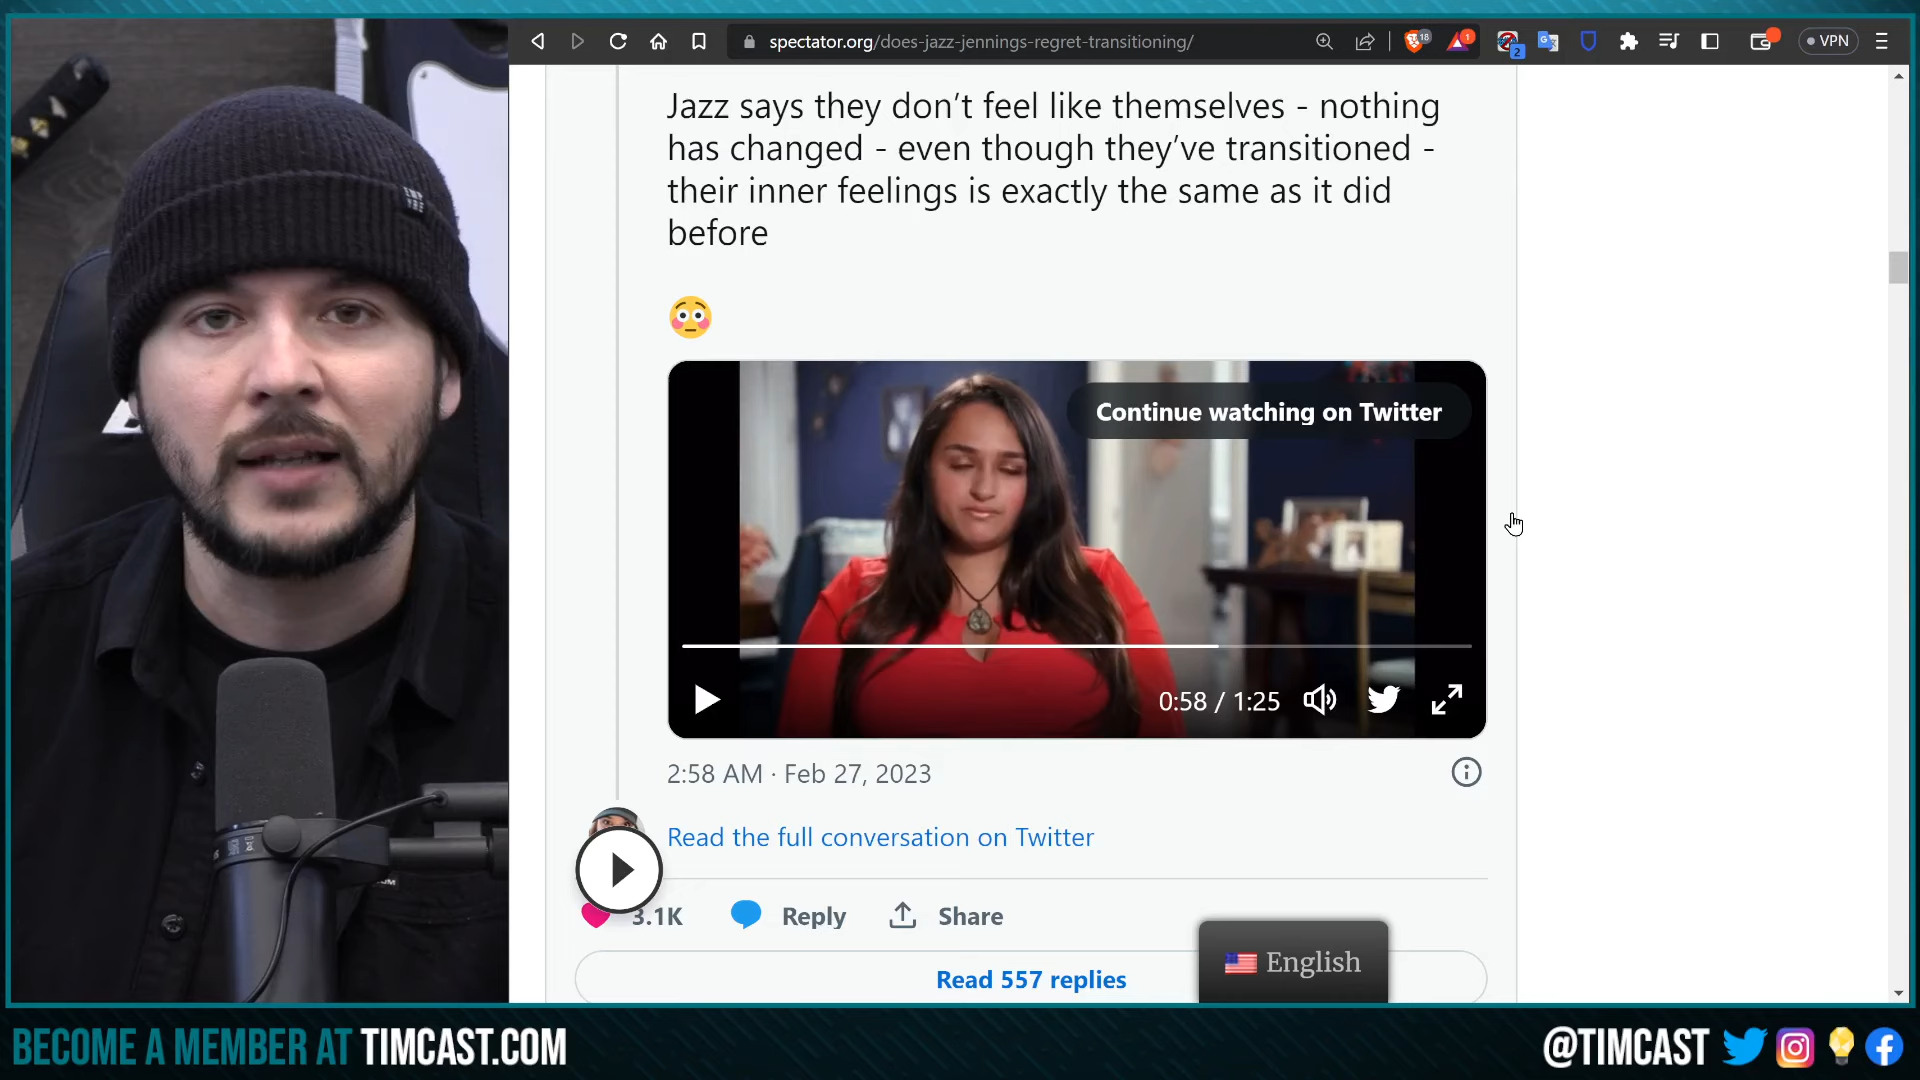 spectator.org/does-jazz-jennings-regret-transitioning/
18
1
2
VPN
Jazz says they don't feel like themselves - nothing
has changed - even though they've transitioned -
their inner feelings is exactly the same as it did
before
Continue watching on Twitter
0:58 / 1:25
2:58 AM · Feb 27, 2023
Read the full conversation on Twitter
3.1K
Reply
Share
Read 557 replies
English
BECOME A MEMBER AT TIMCAST.COM
@TIMCAST